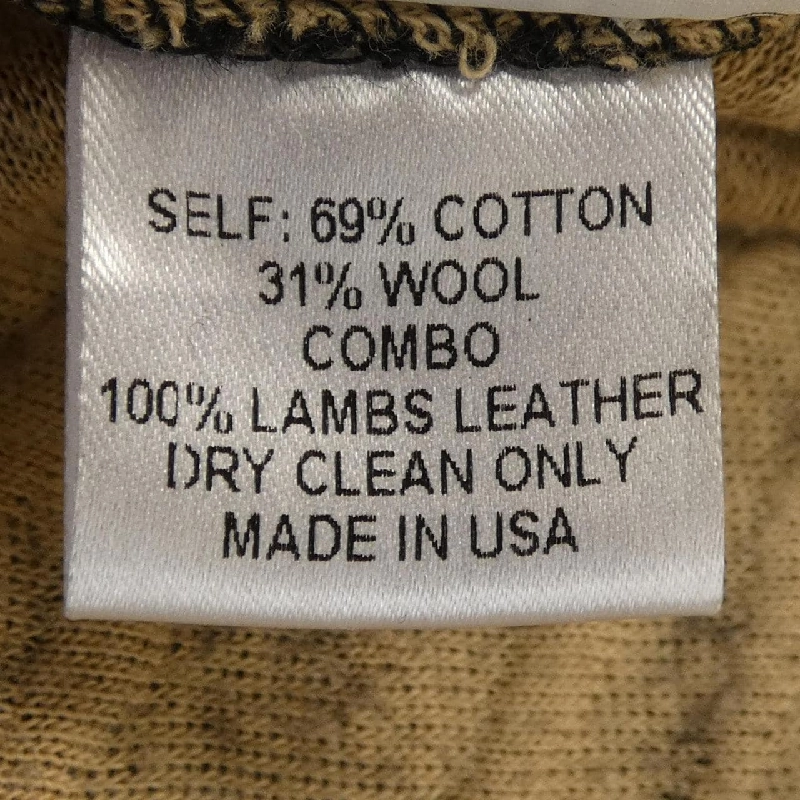 SELF: 69% COTTON
31% WOOL
COMBO
100% LAMBS LEATHER
DRY CLEAN ONLY
MADE IN USA